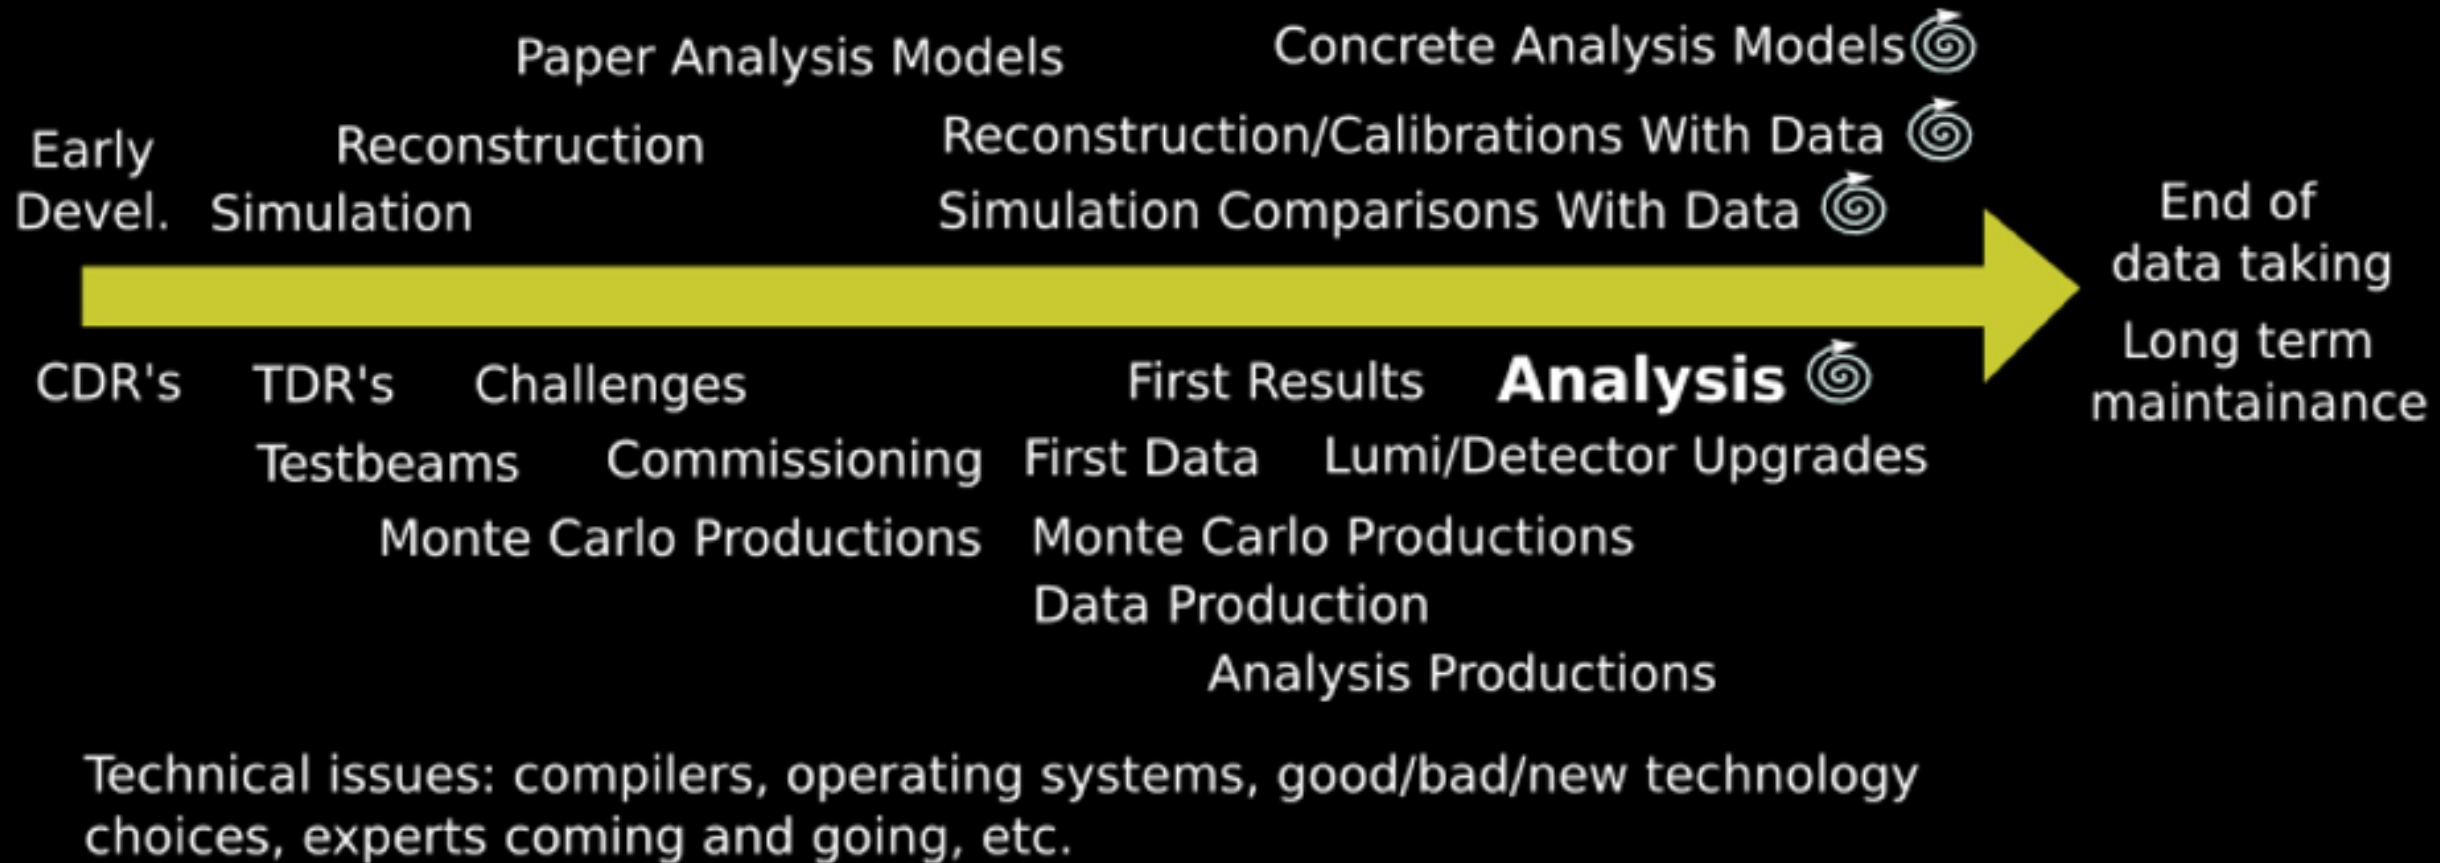 Paper Analysis Models
Concrete Analysis Models
Early
Devel.
Reconstruction
Reconstruction/Calibrations With Data
Simulation
Simulation Comparisons With Data
End of
data taking
Long term
maintainance
CDR's
TDR's
Challenges
First Results
Analysis
Testbeams
Commissioning
First Data
Lumi/Detector Upgrades
Monte Carlo Productions
Monte Carlo Productions
Data Production
Analysis Productions
Technical issues: compilers, operating systems, good/bad/new technology
choices, experts coming and going, etc.